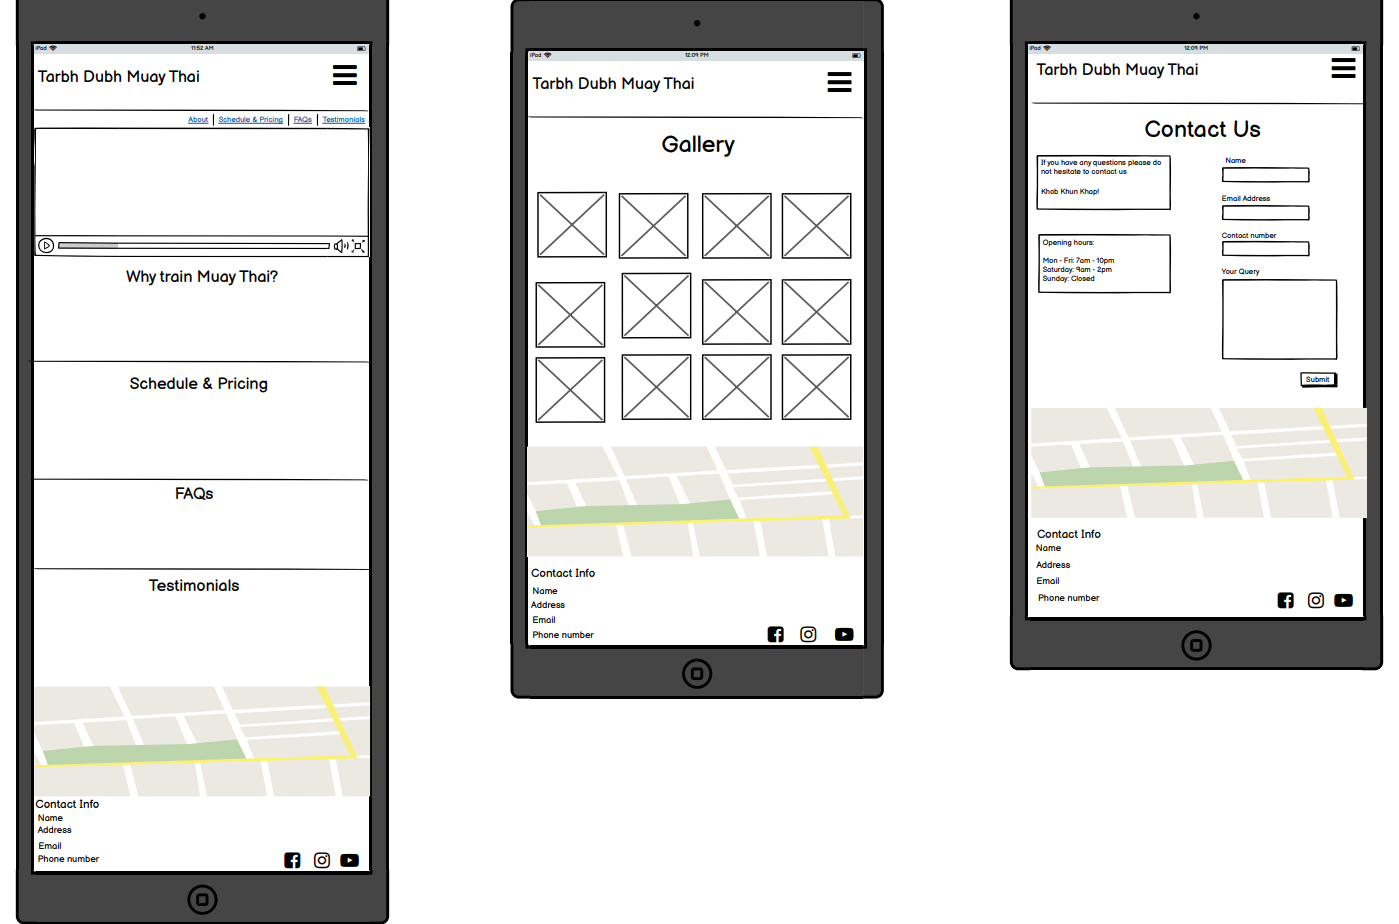 iPad
11:52 AM
Tarbh Dubh Muay Thai
About | Schedule & Pricing | FAQs | Testimonials
Why train Muay Thai?
Schedule & Pricing
FAQs
Testimonials
Contact Info
Name
Address
Email
Phone number
iPad
12:09 PM
Tarbh Dubh Muay Thai
Gallery
Contact Info
Name
Address
Email
Phone number
iPad
12:09 PM
Tarbh Dubh Muay Thai
Contact Us
If you have any questions please do
not hesitate to contact us
Khob Khun Khap!
Opening hours:
Mon - Fri: 7am - 10pm
Saturday: 9am - 2pm
Sunday: Closed
Name
Email Address
Contact number
Your Query
Submit
Contact Info
Name
Address
Email
Phone number